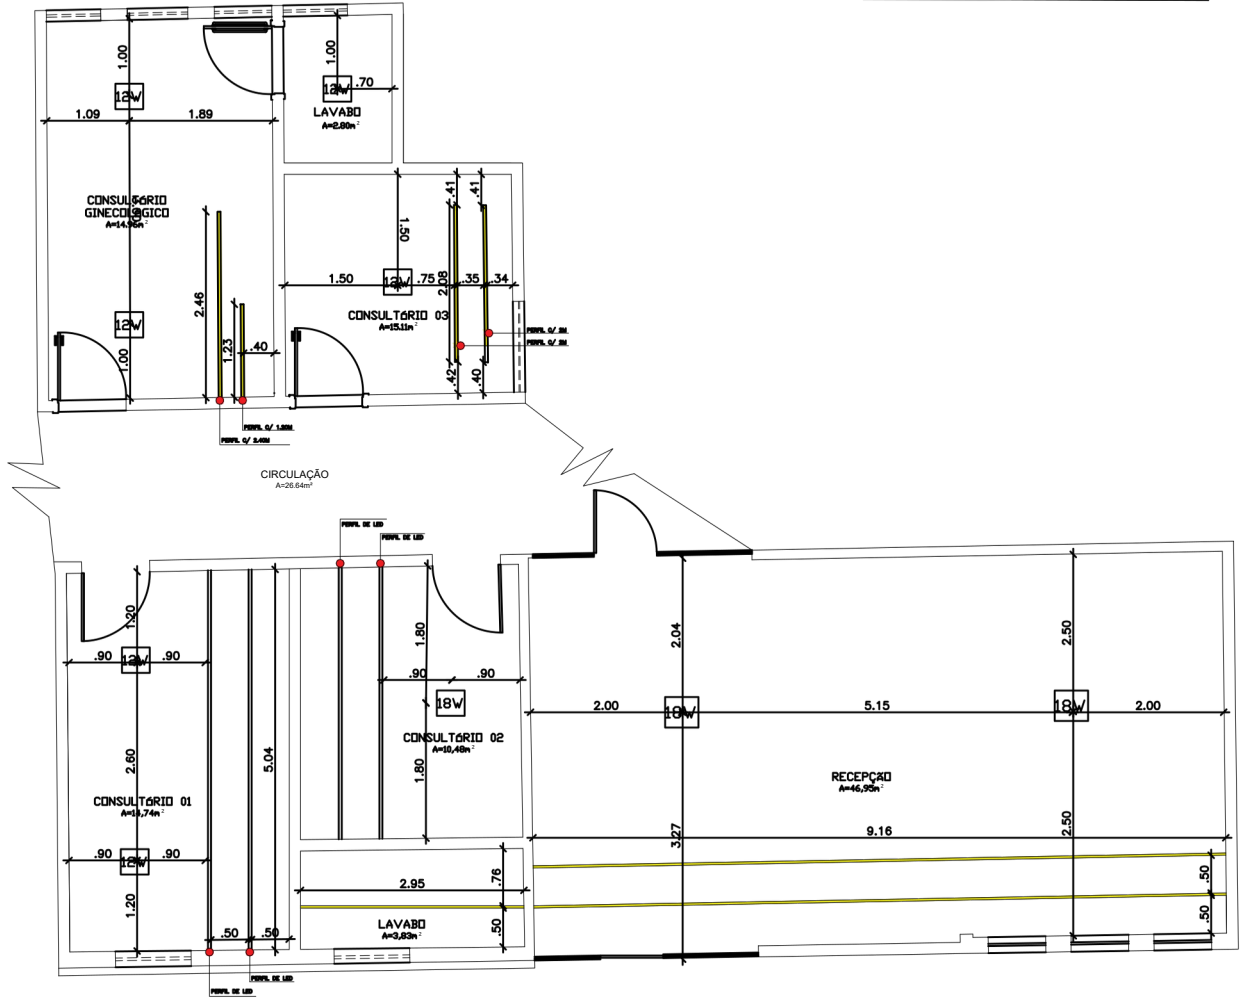 1.00
12W
1.09
1.89
1.00
12W
.70
LAVABO
A=2.80m²
CONSULTóRIO
GINECOLóGICO
A=14.96m²
2.46
1.23
.40
12W
1.00
.41
.41
1.50
1.50
12W
.75
2.08
.35
.34
CONSULTóRIO 03
A=15.11m²
PERFIL C/ 2M
PERFIL C/ 2M
.42
.40
PERFIL C/ 1.20M
PERFIL C/ 2.40M
CIRCULAÇÃO
A=26.64m²
PERFIL DE LED
PERFIL DE LED
1.20
.90
12W
.90
2.60
5.04
CONSULTóRIO 01
A=14,74m²
.90
12W
.90
1.20
.50
.50
PERFIL DE LED
PERFIL DE LED
1.80
.90
.90
18W
CONSULTóRIO 02
A=10,48m²
1.80
2.95
.76
.50
LAVABO
A=3,83m²
2.04
2.50
2.00
18W
5.15
18W
2.00
RECEPÇÃO
A=46,95m²
3.27
9.16
2.50
.50
.50